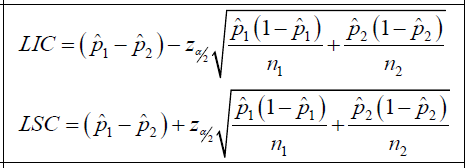 LIC = (p̂₁ − p̂₂) − z_{α/2} √( p̂₁(1 − p̂₁)/n₁ + p̂₂(1 − p̂₂)/n₂ )
LSC = (p̂₁ − p̂₂) + z_{α/2} √( p̂₁(1 − p̂₁)/n₁ + p̂₂(1 − p̂₂)/n₂ )